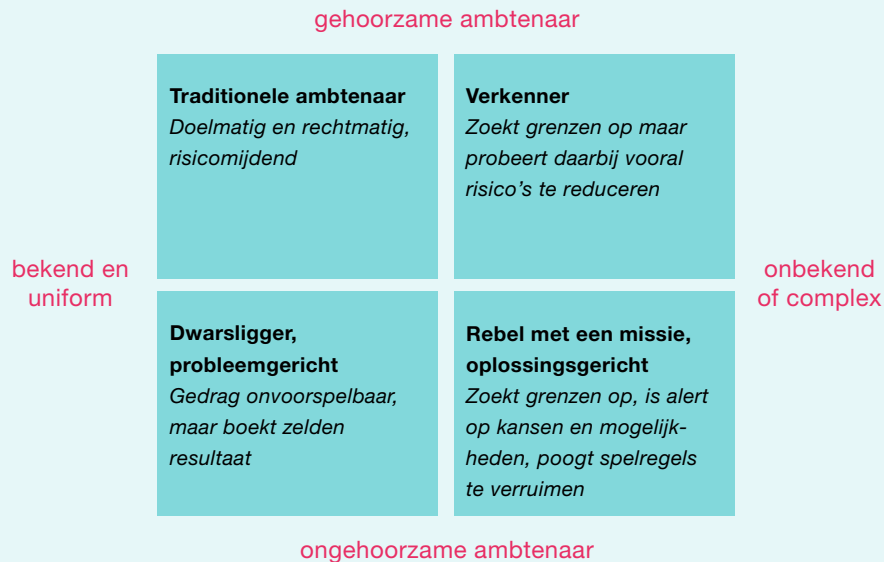 gehoorzame ambtenaar
Traditionele ambtenaar
Doelmatig en rechtmatig,
risicomijdend
Verkenner
Zoekt grenzen op maar
probeert daarbij vooral
risico's te reduceren
bekend en
uniform
onbekend
of complex
Dwarsligger,
probleemgericht
Gedrag onvoorspelbaar,
maar boekt zelden
resultaat
Rebel met een missie,
oplossingsgericht
Zoekt grenzen op, is alert
op kansen en mogelijk-
heden, poogt spelregels
te verruimen
ongehoorzame ambtenaar